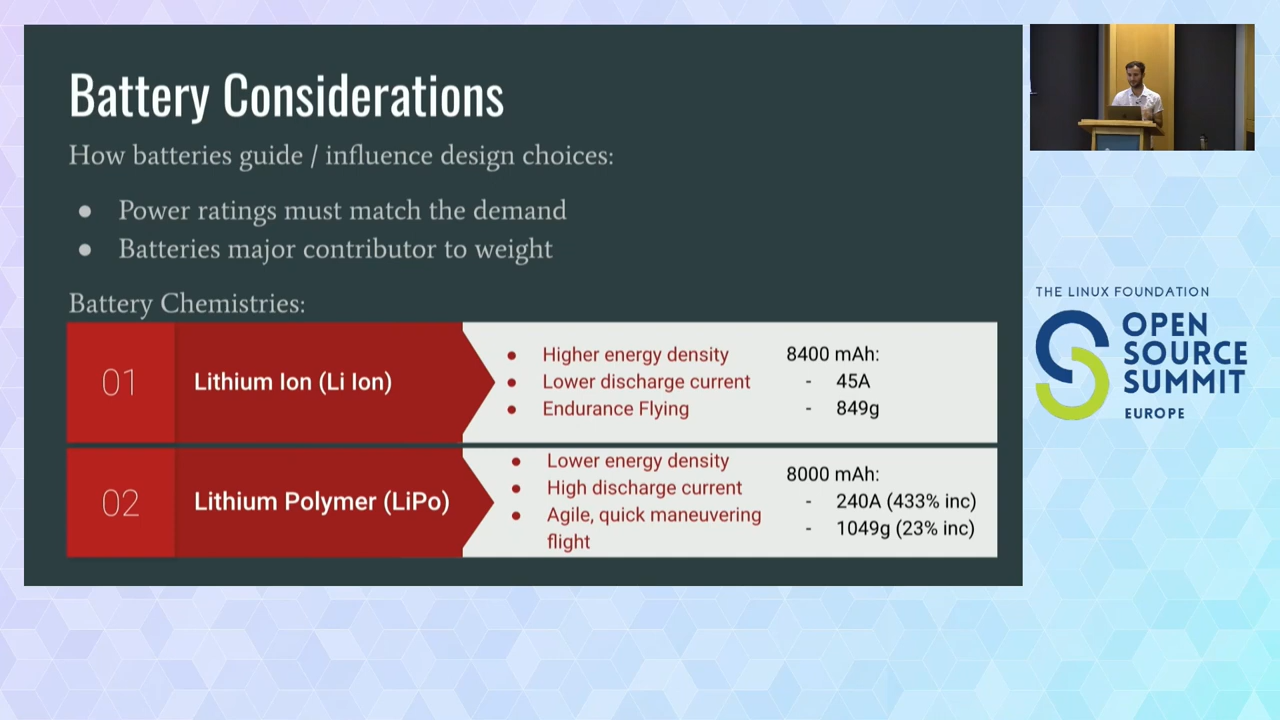 Battery Considerations
How batteries guide / influence design choices:
● Power ratings must match the demand
● Batteries major contributor to weight
Battery Chemistries:
01
Lithium Ion (Li Ion)
● Higher energy density
● Lower discharge current
● Endurance Flying
8400 mAh:
- 45A
- 849g
02
Lithium Polymer (LiPo)
● Lower energy density
● High discharge current
● Agile, quick maneuvering
flight
8000 mAh:
- 240A (433% inc)
- 1049g (23% inc)
THE LINUX FOUNDATION
OPEN
SOURCE
SUMMIT
EUROPE